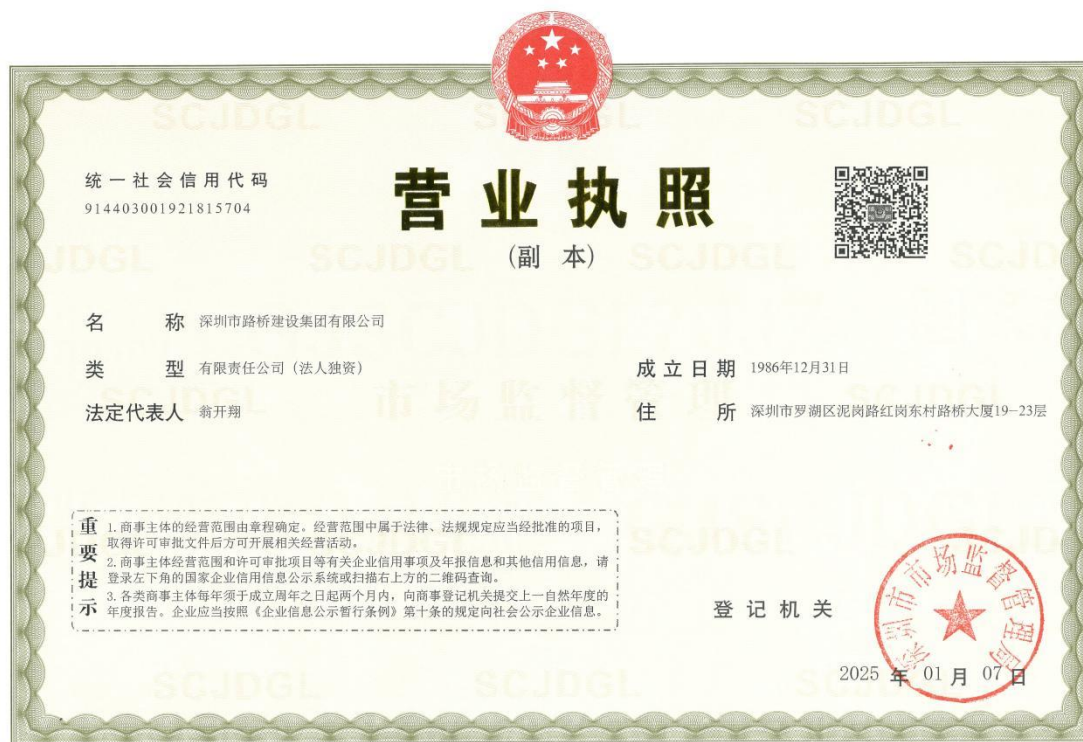 统一社会信用代码
914403001921815704
营业执照
(副 本)
名 称 深圳市路桥建设集团有限公司
类 型 有限责任公司(法人独资)
法定代表人 翁开翔
成立日期 1986年12月31日
住 所 深圳市罗湖区泥岗路红岗东村路桥大厦19-23层
重要提示
1. 商事主体的经营范围由章程确定。经营范围中属于法律、法规规定应当经批准的项目,
取得许可审批文件后方可开展相关经营活动。
2. 商事主体经营范围和许可审批项目等有关企业信用事项及年报信息和其他信用信息,请
登录左下角的国家企业信用信息公示系统或扫描右上方的二维码查询。
3. 各类商事主体每年须于成立周年之日起两个月内,向商事登记机关提交上一自然年度的
年度报告。企业应当按照《企业信息公示暂行条例》第十条的规定向社会公示企业信息。
登记机关
深圳市市场监督管理局
2025 年 01 月 07 日
SCJDGL
市场监督管理